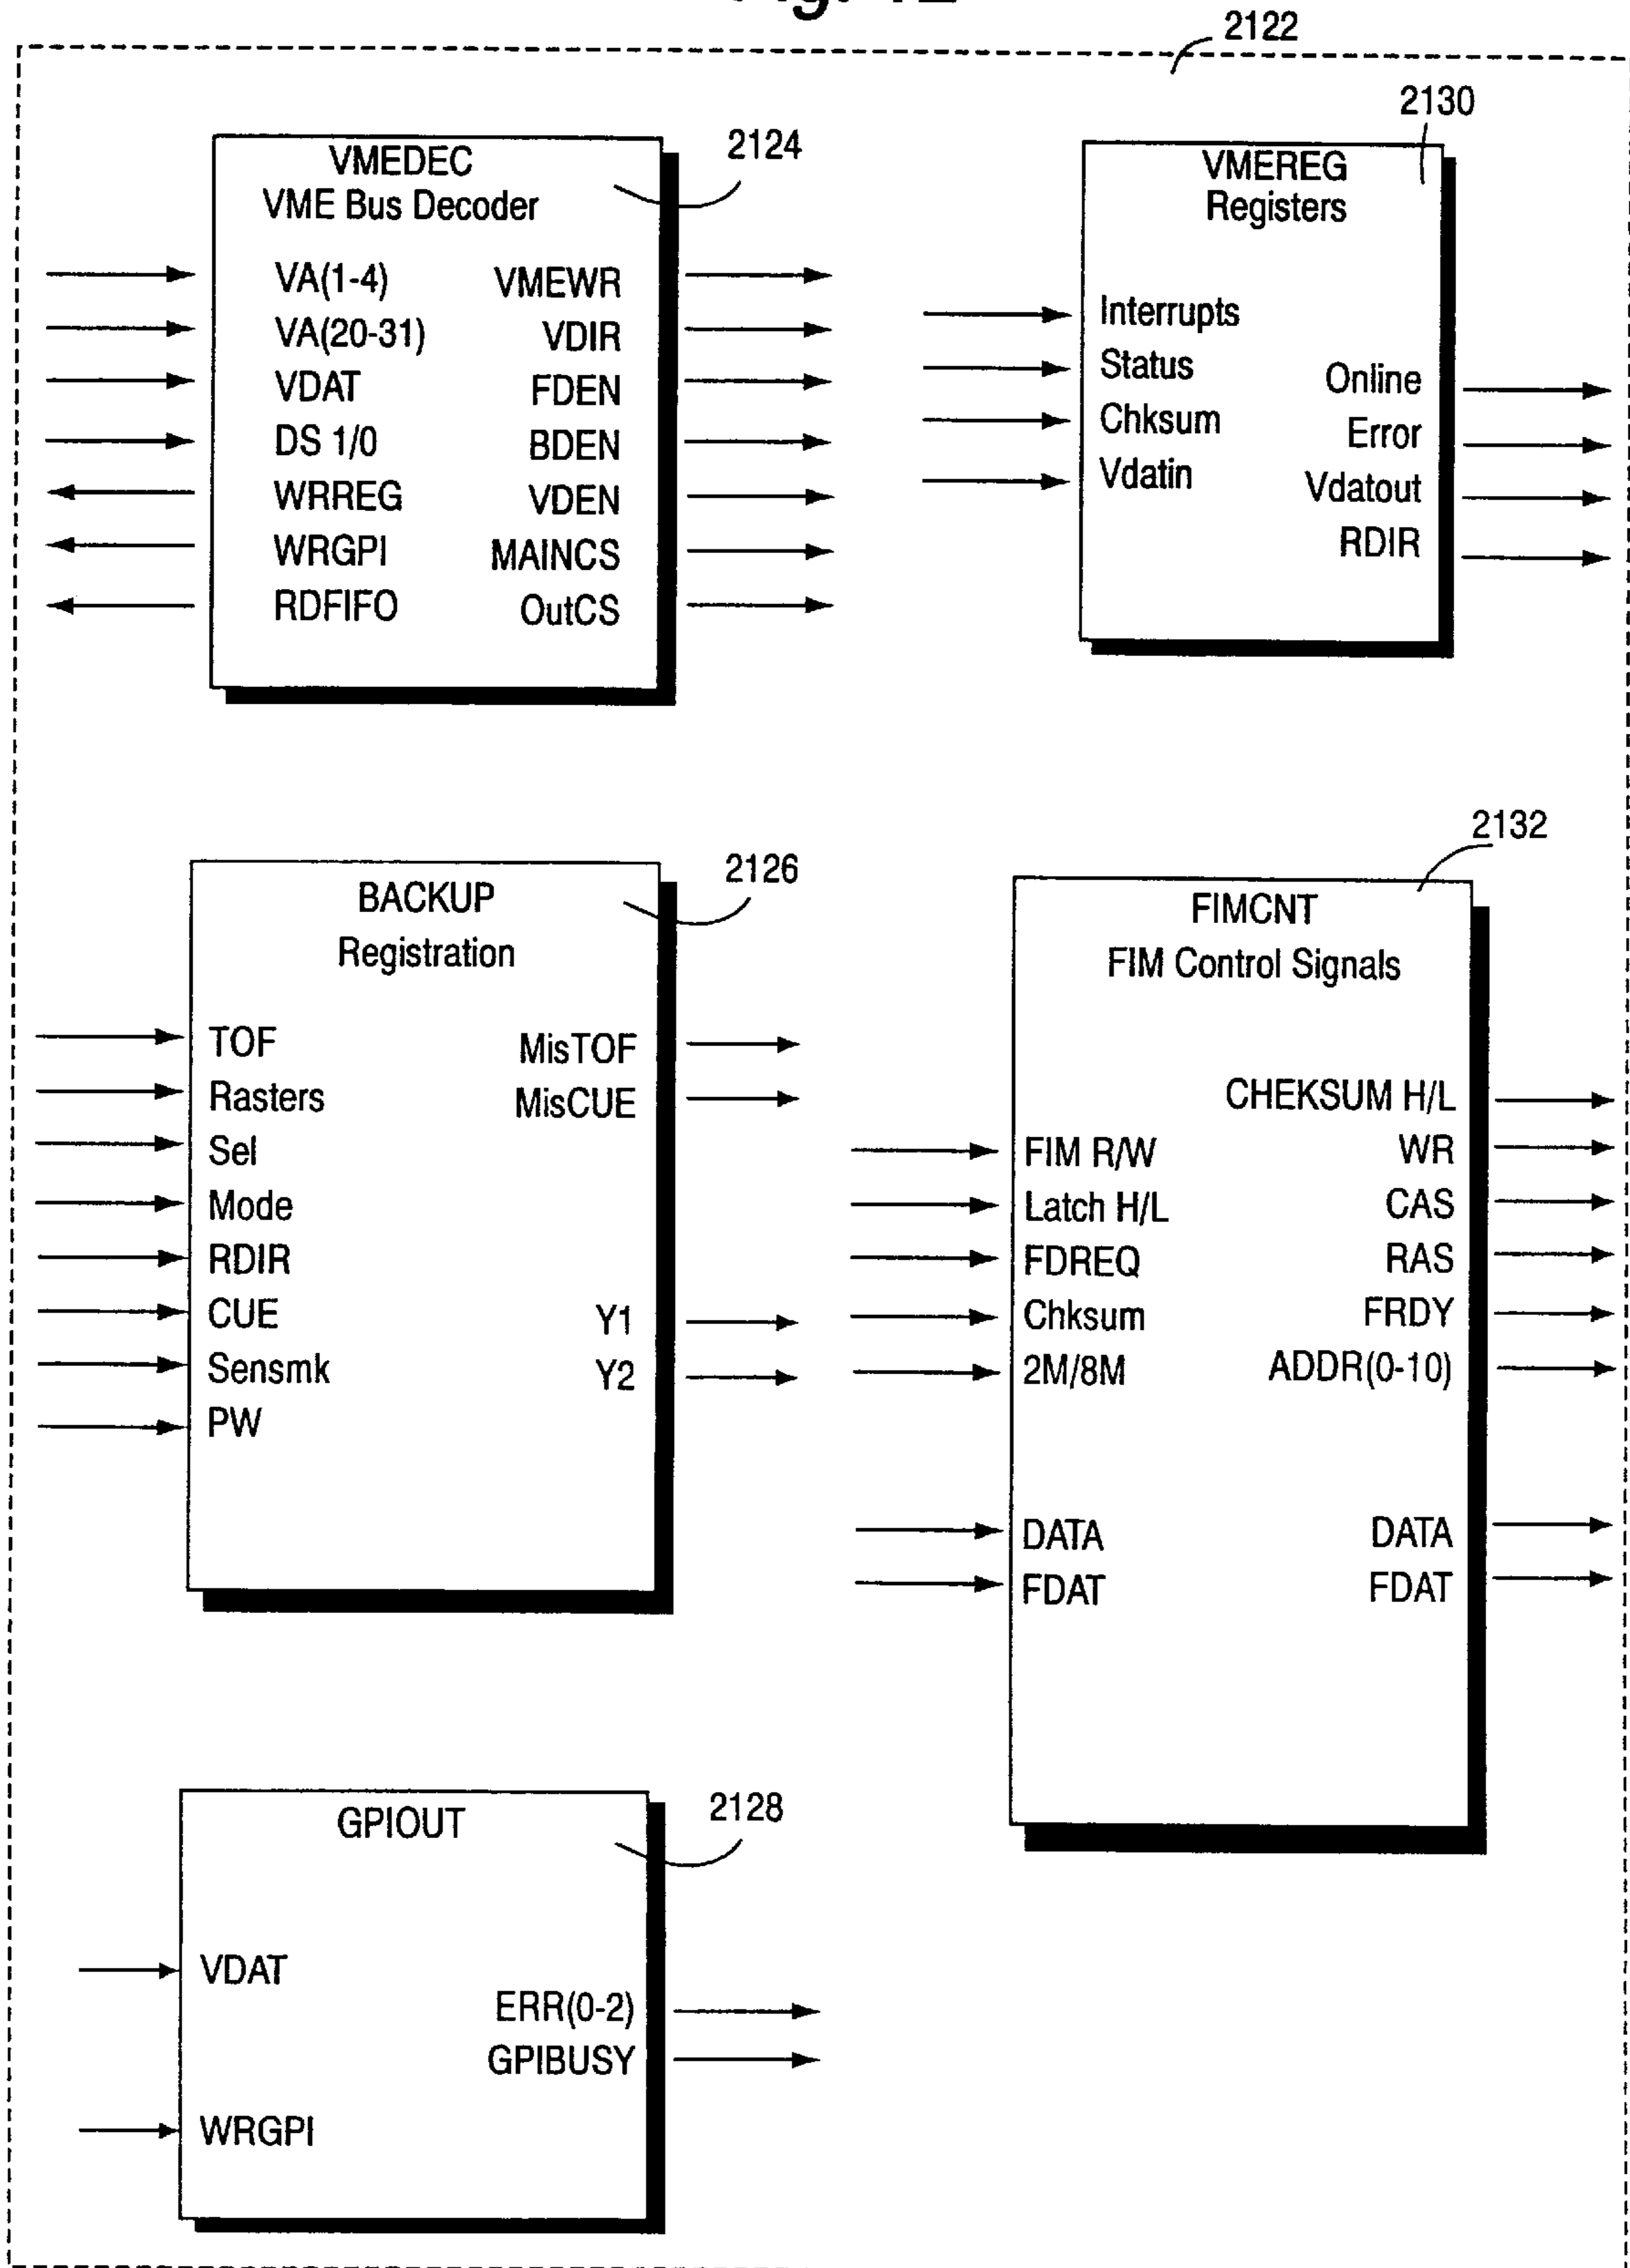 2122
2124
VMEDEC
VME Bus Decoder
VA(1-4)
VA(20-31)
VDAT
DS 1/0
WRREG
WRGPI
RDFIFO
VMEWR
VDIR
FDEN
BDEN
VDEN
MAINCS
OutCS
2130
VMEREG
Registers
Interrupts
Status
Chksum
Vdatin
Online
Error
Vdatout
RDIR
2126
BACKUP
Registration
TOF
Rasters
Sel
Mode
RDIR
CUE
Sensmk
PW
MisTOF
MisCUE
Y1
Y2
2132
FIMCNT
FIM Control Signals
FIM R/W
Latch H/L
FDREQ
Chksum
2M/8M
DATA
FDAT
CHEKSUM H/L
WR
CAS
RAS
FRDY
ADDR(0-10)
DATA
FDAT
2128
GPIOUT
VDAT
WRGPI
ERR(0-2)
GPIBUSY